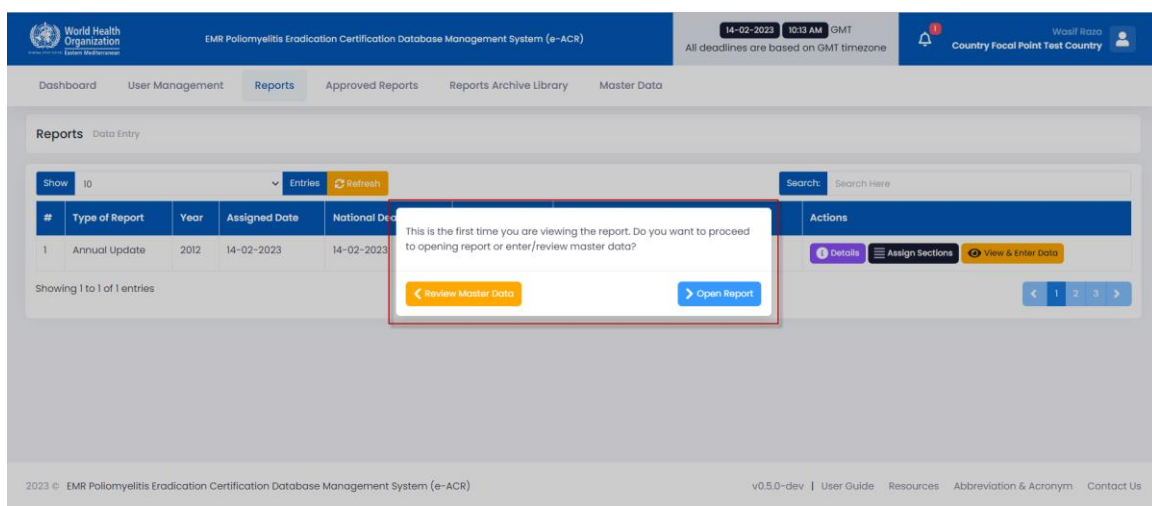 World Health
Organization
Eastern Mediterranean
EMR Poliomyelitis Eradication Certification Database Management System (e-ACR)
14-02-2023 10:13 AM GMT
All deadlines are based on GMT timezone
1
Wasif Raza
Country Focal Point Test Country
Dashboard User Management Reports Approved Reports Reports Archive Library Master Data
Reports Data Entry
Show 10 Entries Refresh Search: Search Here
# Type of Report Year Assigned Date National Dea Actions
1 Annual Update 2012 14-02-2023 14-02-2023 Details Assign Sections View & Enter Data
This is the first time you are viewing the report. Do you want to proceed
to opening report or enter/review master data?
Review Master Data Open Report
Showing 1 to 1 of 1 entries
1 2 3
2023 © EMR Poliomyelitis Eradication Certification Database Management System (e-ACR) v0.5.0-dev | User Guide Resources Abbreviation & Acronym Contact Us